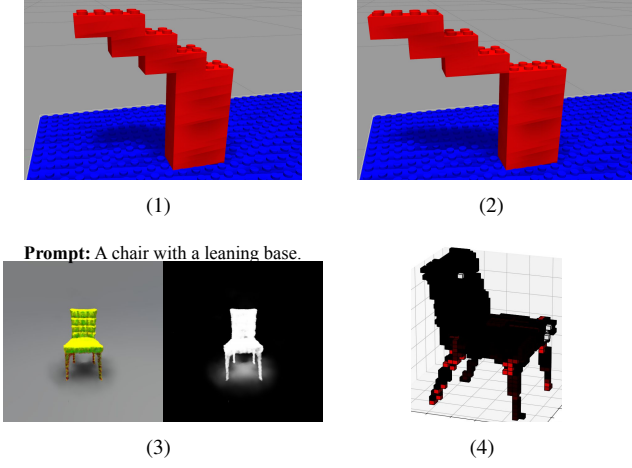 (1)
(2)
Prompt: A chair with a leaning base.
(3)
(4)